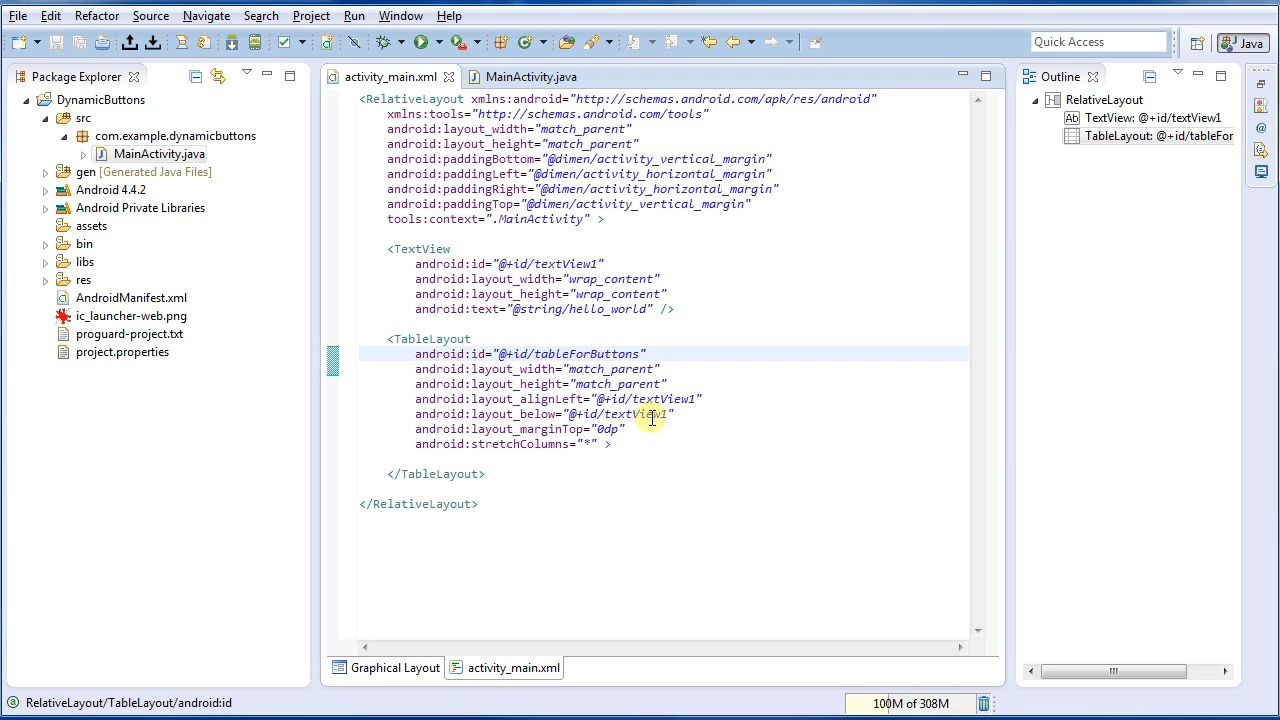 File Edit Refactor Source Navigate Search Project Run Window Help
Quick Access
Java
Package Explorer
DynamicButtons
src
com.example.dynamicbuttons
MainActivity.java
gen [Generated Java Files]
Android 4.4.2
Android Private Libraries
assets
bin
libs
res
AndroidManifest.xml
ic_launcher-web.png
proguard-project.txt
project.properties
activity_main.xml
MainActivity.java
<RelativeLayout xmlns:android="http://schemas.android.com/apk/res/android"
xmlns:tools="http://schemas.android.com/tools"
android:layout_width="match_parent"
android:layout_height="match_parent"
android:paddingBottom="@dimen/activity_vertical_margin"
android:paddingLeft="@dimen/activity_horizontal_margin"
android:paddingRight="@dimen/activity_horizontal_margin"
android:paddingTop="@dimen/activity_vertical_margin"
tools:context=".MainActivity" >
<TextView
android:id="@+id/textView1"
android:layout_width="wrap_content"
android:layout_height="wrap_content"
android:text="@string/hello_world" />
<TableLayout
android:id="@+id/tableForButtons"
android:layout_width="match_parent"
android:layout_height="match_parent"
android:layout_alignLeft="@+id/textView1"
android:layout_below="@+id/textView1"
android:layout_marginTop="0dp"
android:stretchColumns="*" >
</TableLayout>
</RelativeLayout>
Graphical Layout
activity_main.xml
Outline
RelativeLayout
Ab TextView: @+id/textView1
TableLayout: @+id/tableFor
RelativeLayout/TableLayout/android:id
100M of 308M